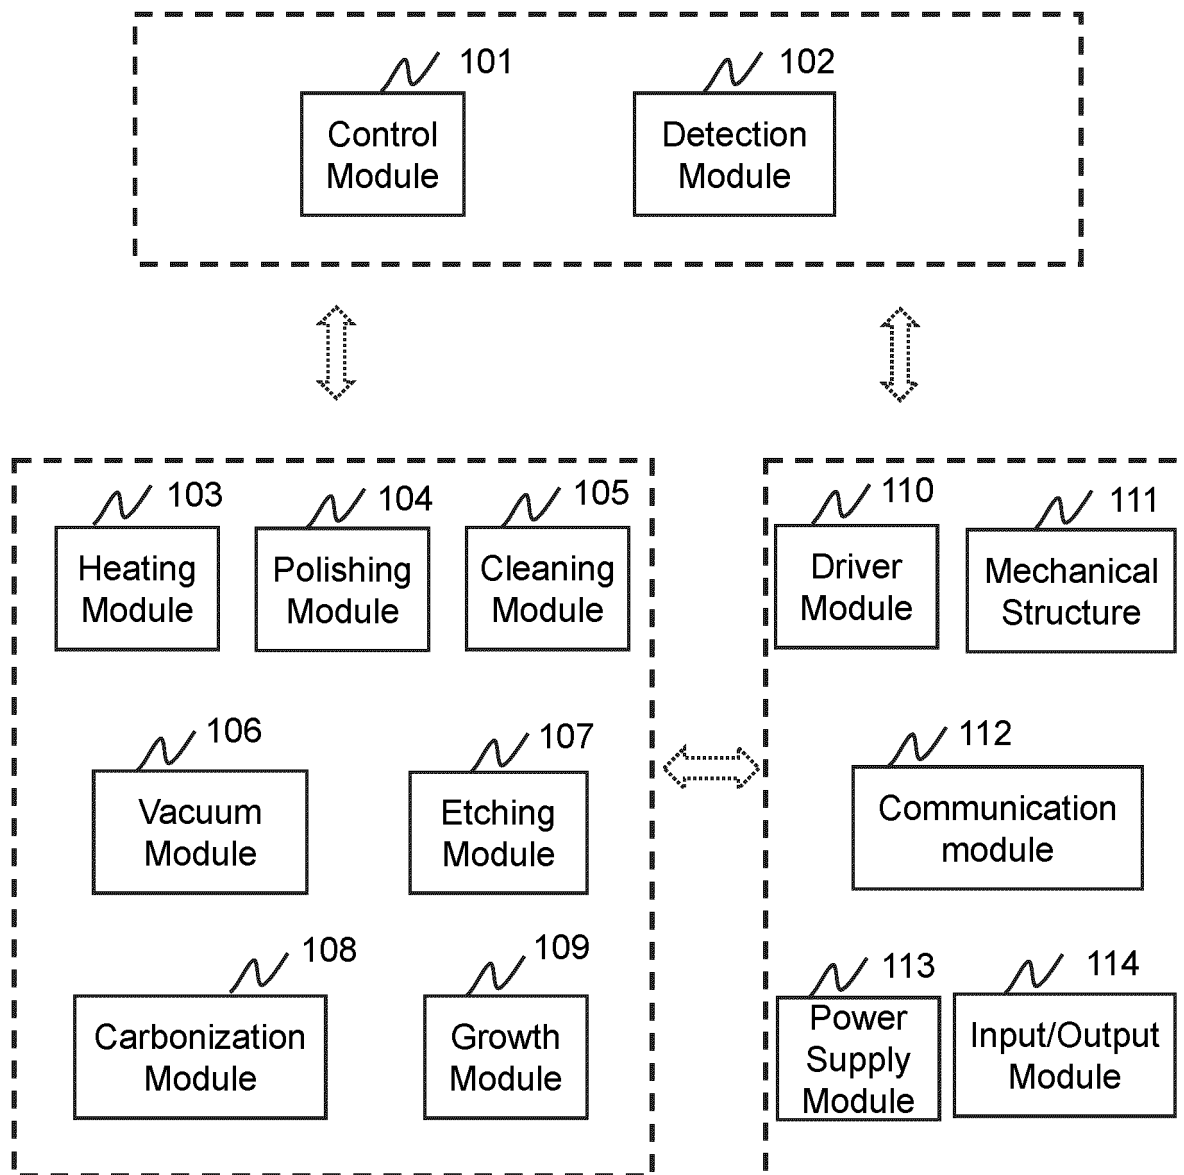 101
102
Control
Module
Detection
Module
103
104
105
Heating
Module
Polishing
Module
Cleaning
Module
106
107
Vacuum
Module
Etching
Module
108
109
Carbonization
Module
Growth
Module
110
111
Driver
Module
Mechanical
Structure
112
Communication
module
113
114
Power
Supply
Module
Input/Output
Module